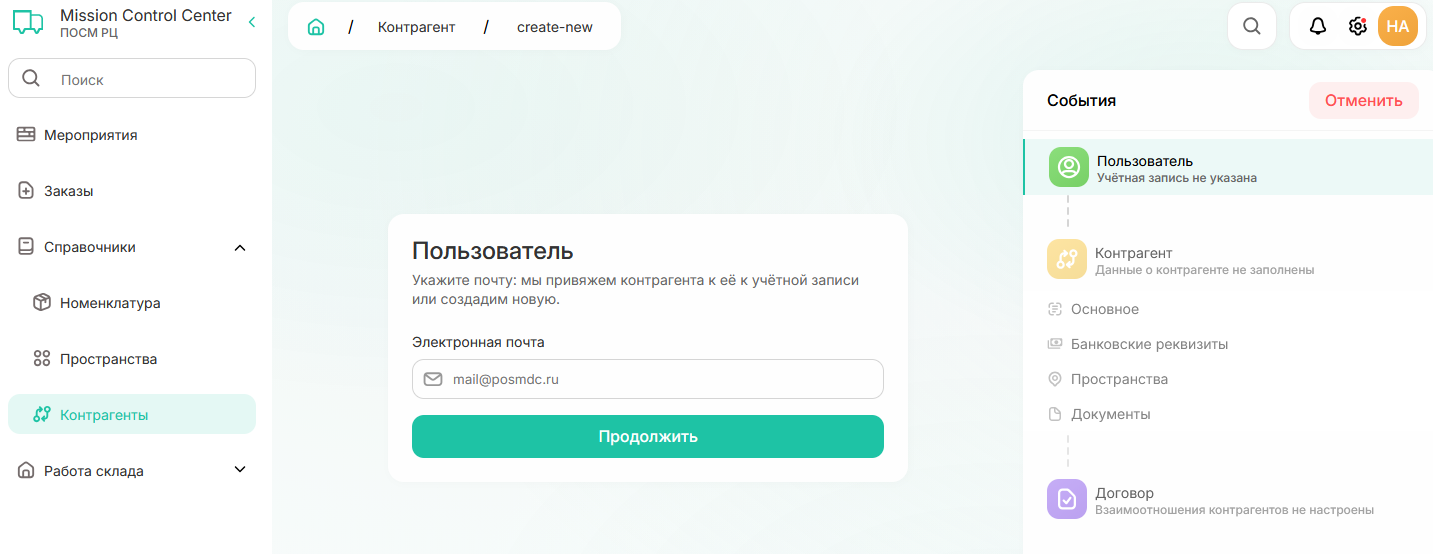 Mission Control Center
ПОСМ РЦ
Поиск
Мероприятия
Заказы
Справочники
Номенклатура
Пространства
Контрагенты
Работа склада
/ Контрагент / create-new
НА
Пользователь
Укажите почту: мы привяжем контрагента к её к учётной записи
или создадим новую.
Электронная почта
mail@posmdc.ru
Продолжить
События
Отменить
Пользователь
Учётная запись не указана
Контрагент
Данные о контрагенте не заполнены
Основное
Банковские реквизиты
Пространства
Документы
Договор
Взаимоотношения контрагентов не настроены